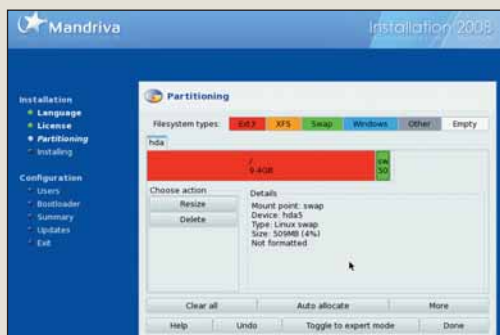 Mandriva
Installation 2008
Installation
Language
License
Partitioning
Installing
Configuration
Users
Bootloader
Summary
Updates
Exit
Partitioning
Filesystem types: Ext3 XFS Swap Windows Other Empty
hda
/
9.4GB
sw
50
Choose action
Resize
Delete
Details
Mount point: swap
Device: hda5
Type: Linux swap
Size: 509MB (4%)
Not formatted
Clear all Auto allocate More
Help Undo Toggle to expert mode Done